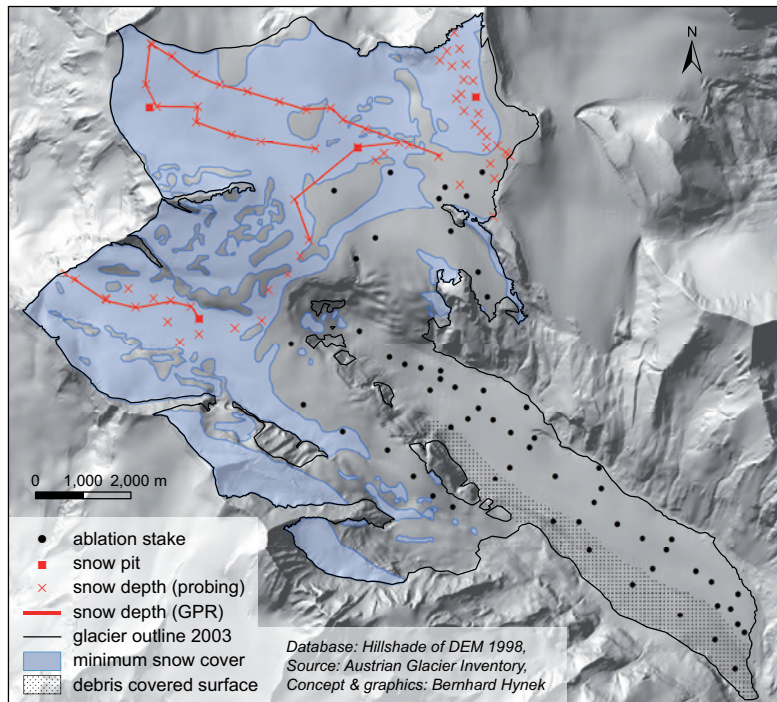 N
0 1,000 2,000 m
ablation stake
snow pit
snow depth (probing)
snow depth (GPR)
glacier outline 2003
minimum snow cover
debris covered surface
Database: Hillshade of DEM 1998,
Source: Austrian Glacier Inventory,
Concept & graphics: Bernhard Hynek